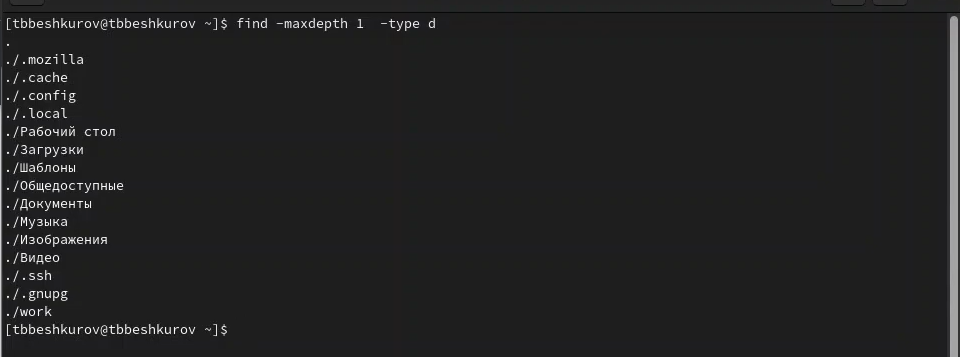 [tbbeshkurov@tbbeshkurov ~]$ find -maxdepth 1  -type d
.
./.mozilla
./.cache
./.config
./.local
./Рабочий стол
./Загрузки
./Шаблоны
./Общедоступные
./Документы
./Музыка
./Изображения
./Видео
./.ssh
./.gnupg
./work
[tbbeshkurov@tbbeshkurov ~]$